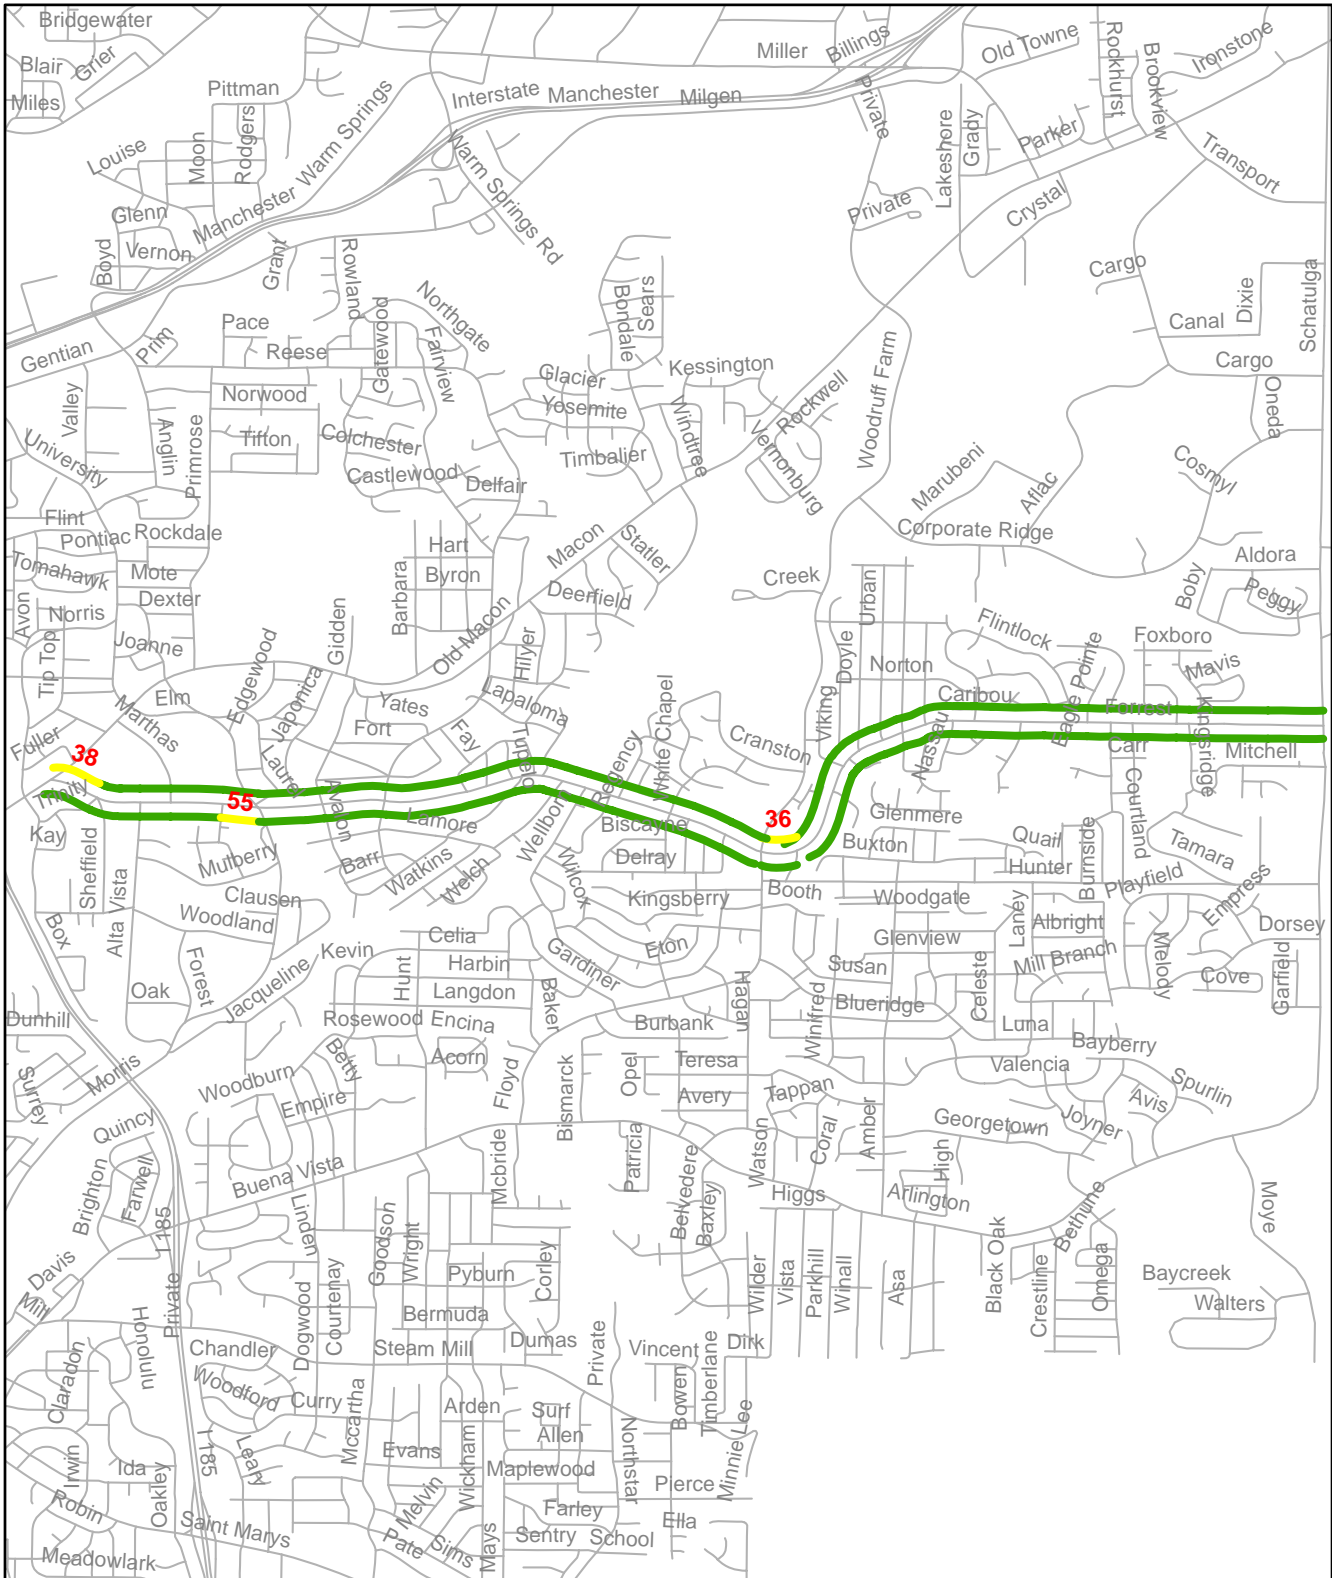 Bridgewater
Blair
Grier
Miles
Pittman
Miller
Billings
Old Towne
Rockhurst
Brookview
Ironstone
Interstate
Manchester
Milgen
Private
Louise
Moon
Rodgers
Warm Springs
Warm Springs Rd
Lakeshore
Grady
Parker
Transport
Glenn
Manchester
Private
Crystal
Boyd
Vernon
Grant
Rowland
Northgate
Bondale
Sears
Cargo
Dixie
Schatulga
Gentian
Prim
Pace
Reese
Gatewood
Fairview
Canal
Cargo
Glacier
Kessington
Rockwell
Woodruff Farm
Oneda
Valley
Norwood
Yosemite
Windtree
Vernonburg
University
Anglin
Primrose
Tifton
Colchester
Castlewood
Delfair
Timbalier
Marubeni
Aflac
Cosmyl
Flint
Pontiac
Rockdale
Hart
Macon
Statler
Corporate Ridge
Tomahawk
Mote
Byron
Barbara
Creek
Urban
Aldora
Boby
Peggy
Avon
Norris
Dexter
Gidden
Deerfield
Old Macon
Hilyer
Doyle
Flintlock
Foxboro
Joanne
Edgewood
Norton
Eagle Pointe
Mavis
Tip Top
Elm
Japonica
Yates
Lapaloma
White Chapel
Viking
Caribou
Forrest
Kingsridge
Marthas
Fort
Fay
Tupelo
Regency
Cranston
Nassau
Carr
Mitchell
Fuller
38
Laurel
Trinity
55
Avalon
Lamore
Wellborn
Biscayne
36
Glenmere
Courtland
Kay
Sheffield
Mulberry
Barr
Watkins
Welch
Wilcox
Delray
Buxton
Quail
Hunter
Burnside
Tamara
Clausen
Kingsberry
Booth
Woodgate
Playfield
Empress
Box
Alta Vista
Woodland
Celia
Laney
Albright
Dorsey
Forest
Kevin
Hunt
Harbin
Gardiner
Eton
Glenview
Susan
Mill Branch
Melody
Cove
Garfield
Oak
Jacqueline
Langdon
Baker
Hagan
Blueridge
Celeste
Dunhill
Rosewood
Encina
Burbank
Winifred
Luna
Bayberry
Surrey
Morris
Betty
Acorn
Floyd
Bismarck
Opel
Teresa
Valencia
Woodburn
Empire
Avery
Tappan
Spurlin
Avis
Quincy
Coral
Amber
Georgetown
Joyner
Brighton
Farwell
Buena Vista
Mcbride
Patricia
Belvedere
Baxley
Watson
High
Higgs
Arlington
Bethune
Moye
I 185
Linden
Goodson
Wright
Davis
Private
Pyburn
Corley
Wilder
Vista
Parkhill
Winall
Asa
Black Oak
Crestline
Omega
Baycreek
Mill
Honolulu
Dogwood
Courtenay
Bermuda
Walters
Chandler
Steam Mill
Dumas
Private
Vincent
Dirk
Claradon
Woodford
Curry
Mccartha
Arden
Surf
Allen
Bowen
Timberlane
Minnie Lee
Irwin
Ida
Oakley
I 185
Leary
Evans
Wickham
Maplewood
Northstar
Pierce
Robin
Saint Marys
Melvin
Farley
Ella
Meadowlark
Pate
Sims
Mays
Sentry
School